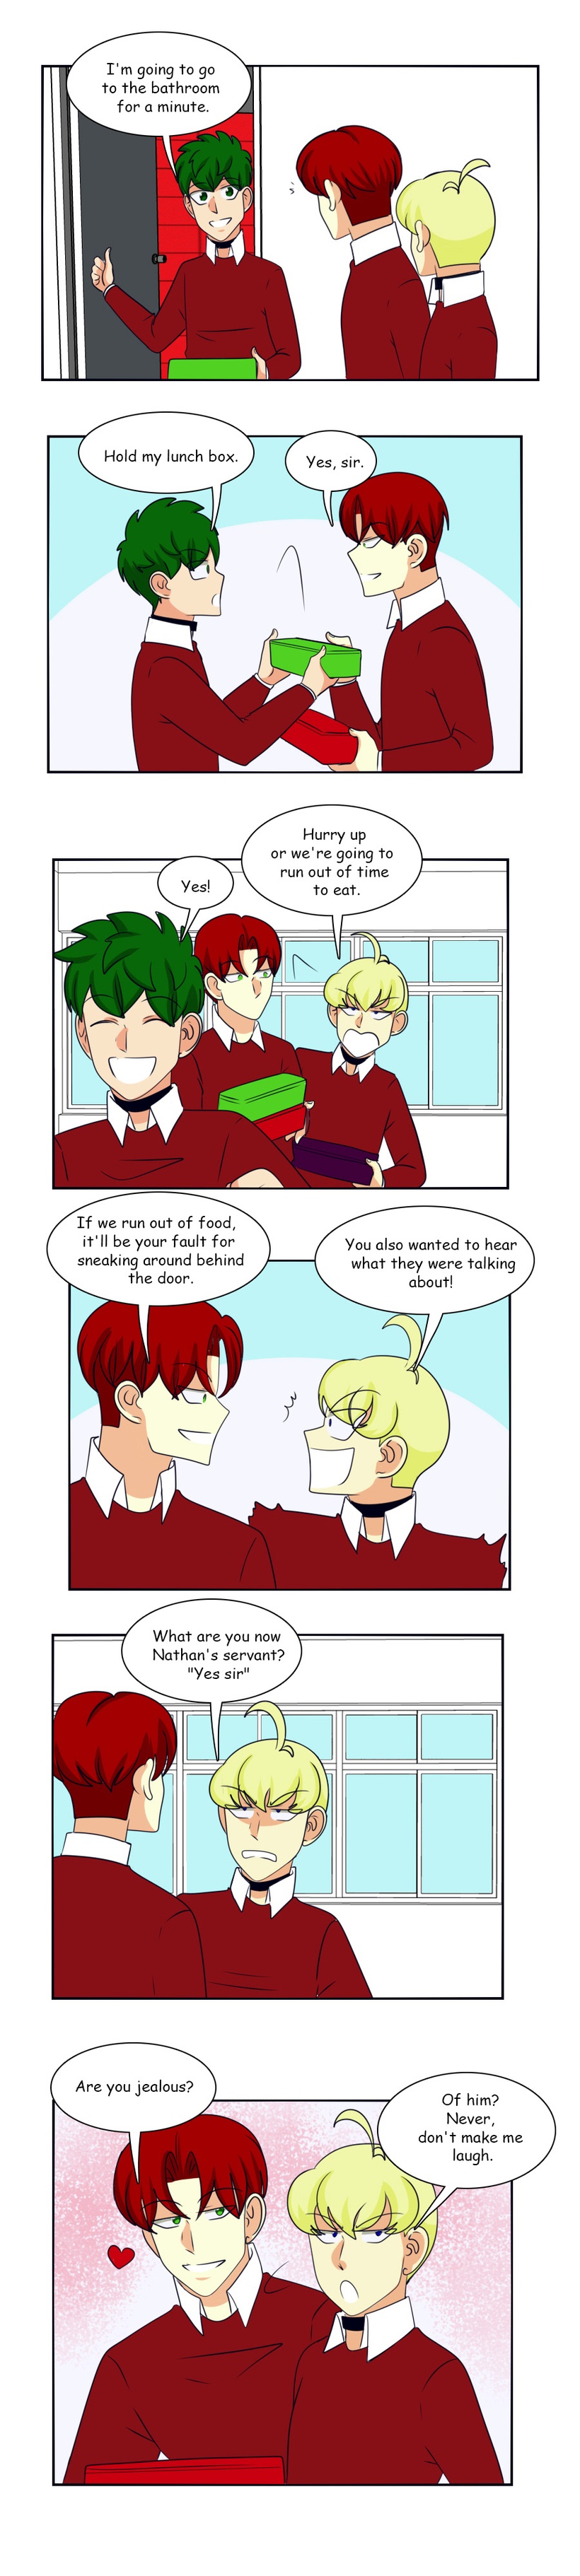 I'm going to go
to the bathroom
for a minute.
Hold my lunch box.
Yes, sir.
Hurry up
or we're going to
run out of time
to eat.
Yes!
If we run out of food,
it'll be your fault for
sneaking around behind
the door.
You also wanted to hear
what they were talking
about!
What are you now
Nathan's servant?
"Yes sir"
Are you jealous?
Of him?
Never,
don't make me
laugh.